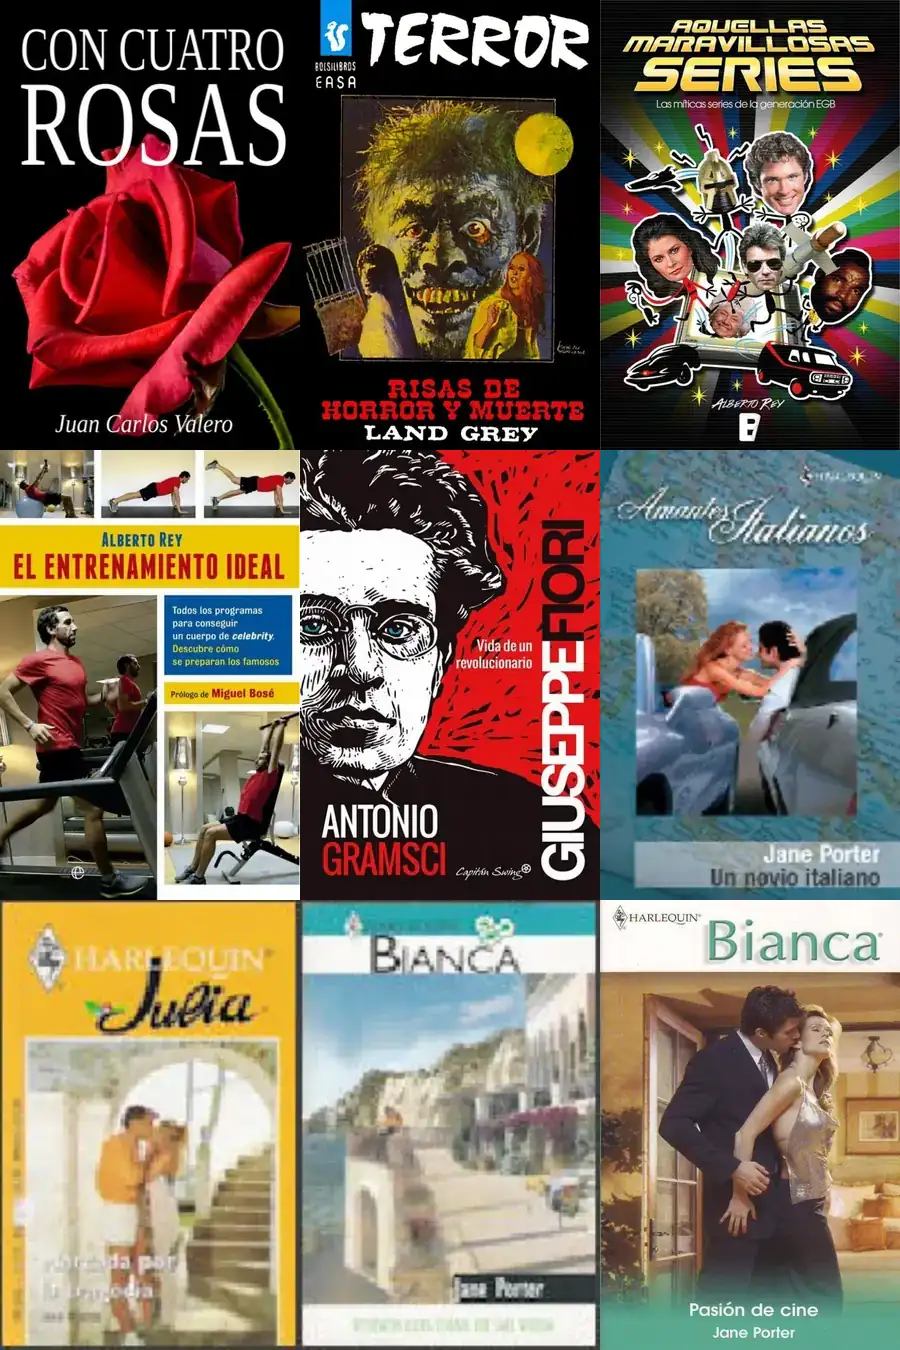 CON CUATRO
ROSAS
Juan Carlos Valero
BOLSILIBROS
EASA
TERROR
RISAS DE
HORROR Y MUERTE
LAND GREY
AQUELLAS
MARAVILLOSAS
SERIES
Las míticas series de la generación EGB
ALBERTO REY
B
ALBERTO REY
EL ENTRENAMIENTO IDEAL
Todos los programas
para conseguir
un cuerpo de celebrity.
Descubre cómo
se preparan los famosos
Prólogo de Miguel Bosé
GIUSEPPE FIORI
Vida de un
revolucionario
ANTONIO
GRAMSCI
Capitán Swing
HARLEQUIN
Amantes Italianos
Jane Porter
Un novio italiano
HARLEQUIN
Julia
BIANCA
Jane Porter
HARLEQUIN
Bianca
Pasión de cine
Jane Porter